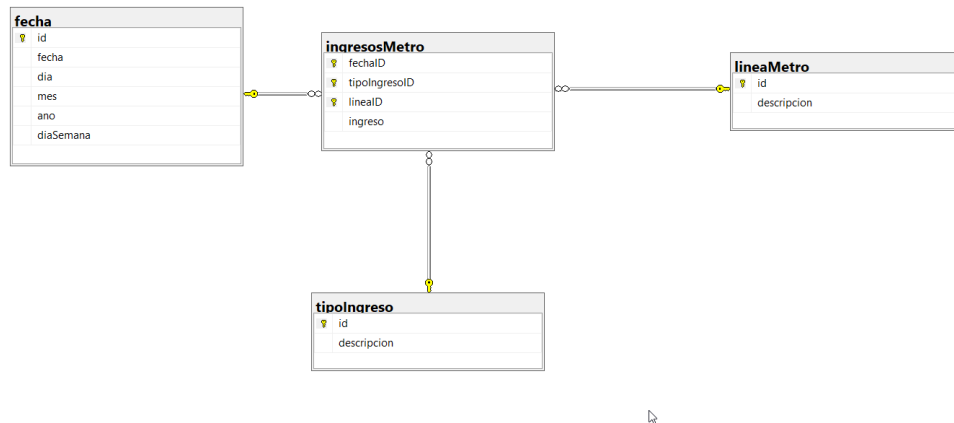 fecha
id
fecha
dia
mes
ano
diaSemana
ingresosMetro
fechaID
tipoIngresoID
lineaID
ingreso
lineaMetro
id
descripcion
tipoIngreso
id
descripcion